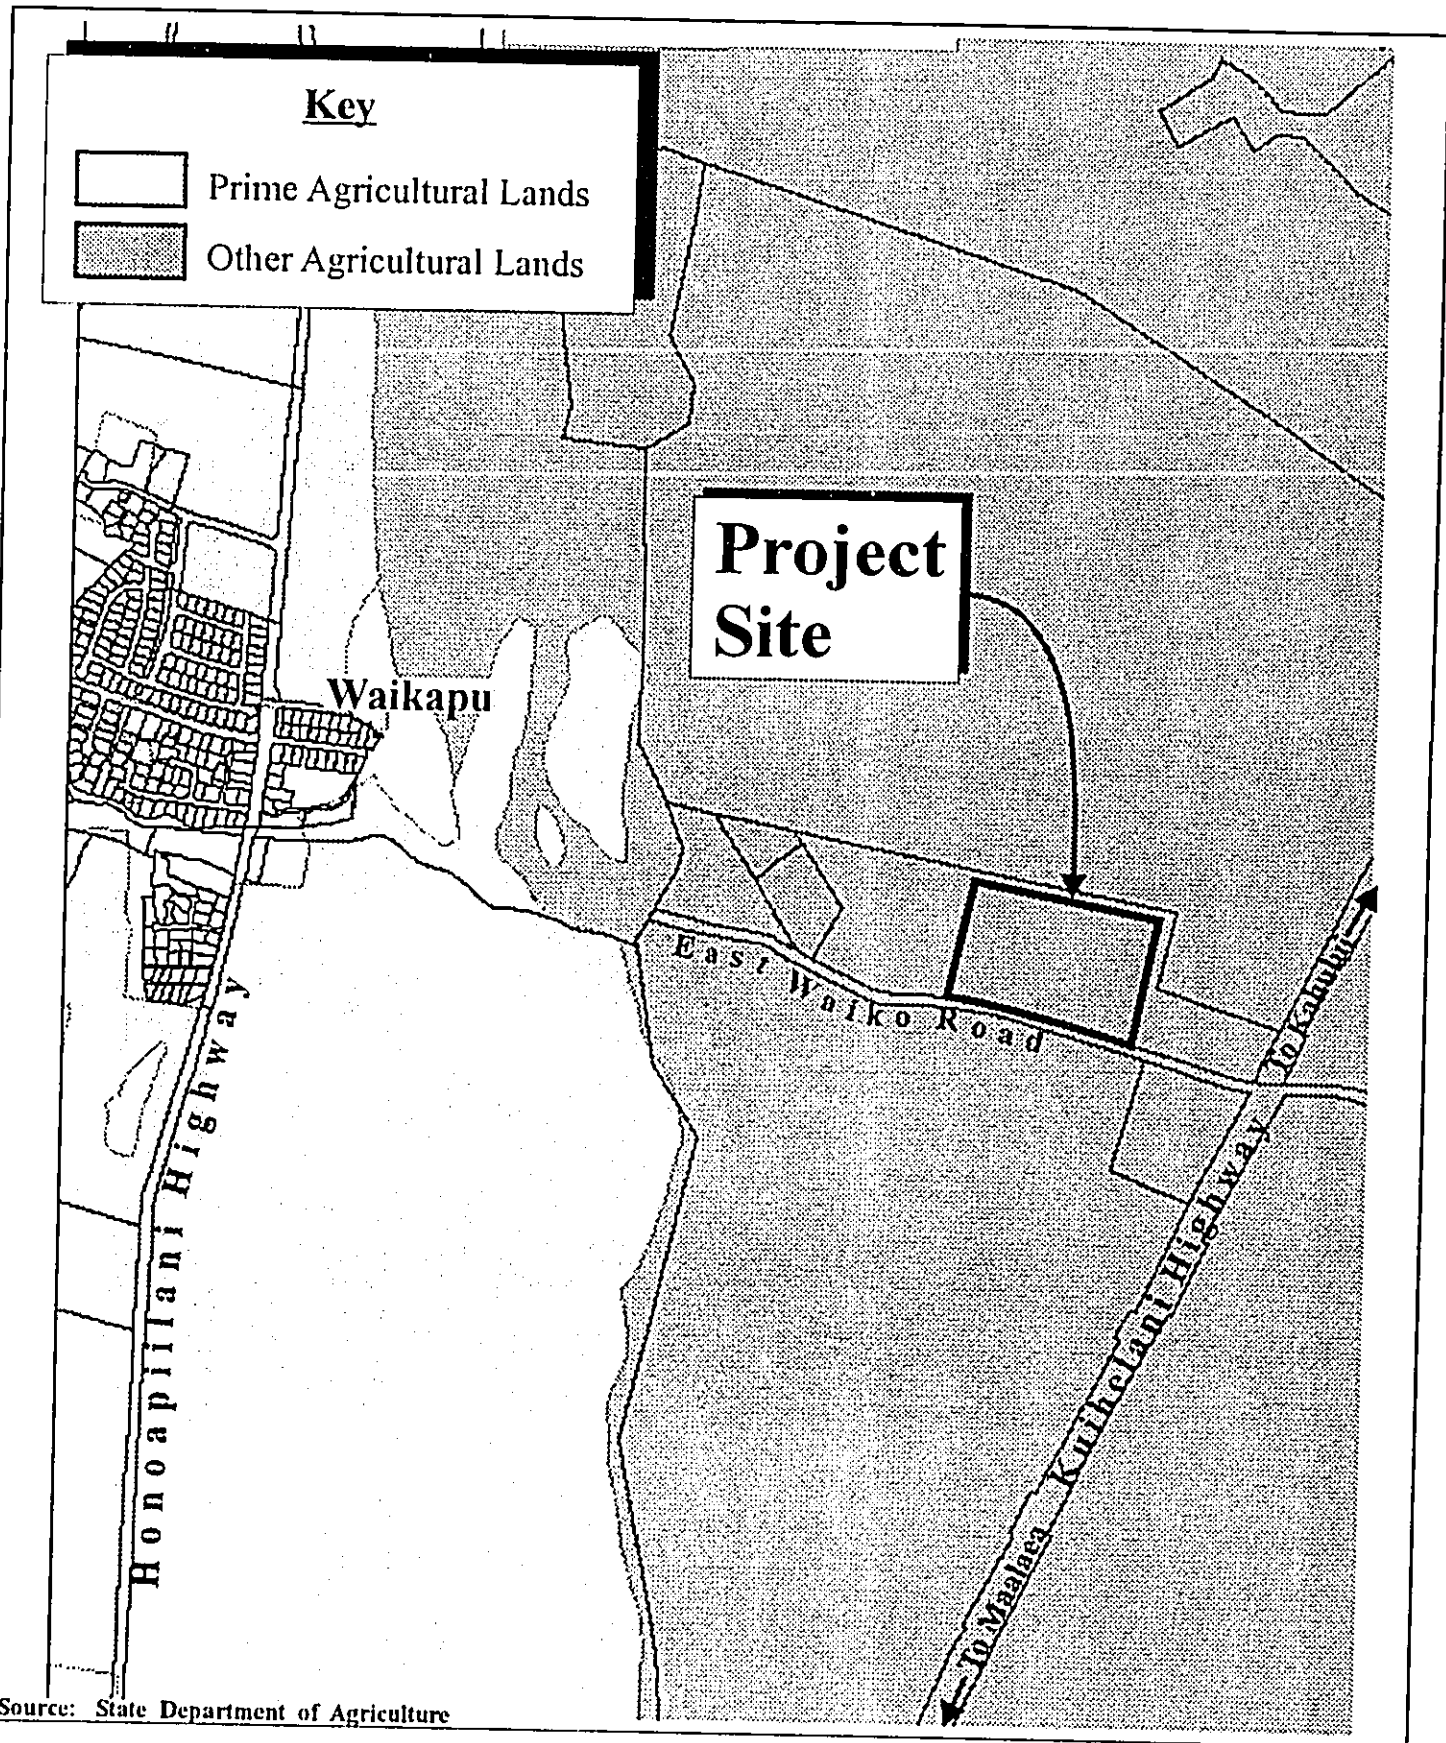 Key
Prime Agricultural Lands
Other Agricultural Lands
Project
Site
Waikapu
East Waiko Road
To Kahului
Kuihelani Highway
To Maalaea
Honoapiilani Highway
Source: State Department of Agriculture